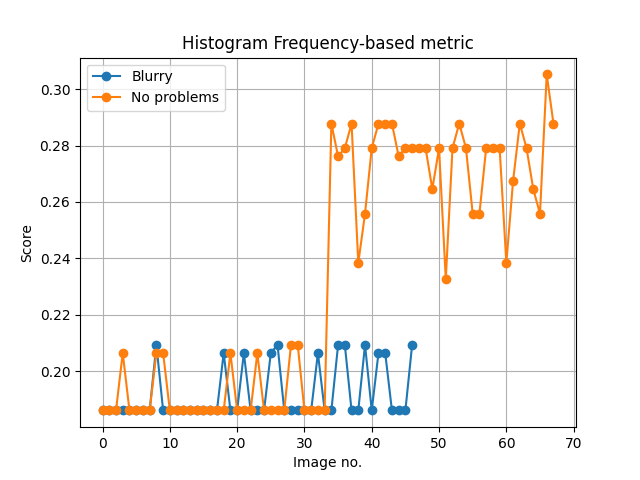 Histogram Frequency-based metric
Blurry
No problems
0.30
0.28
0.26
0.24
0.22
0.20
Score
0 10 20 30 40 50 60 70
Image no.